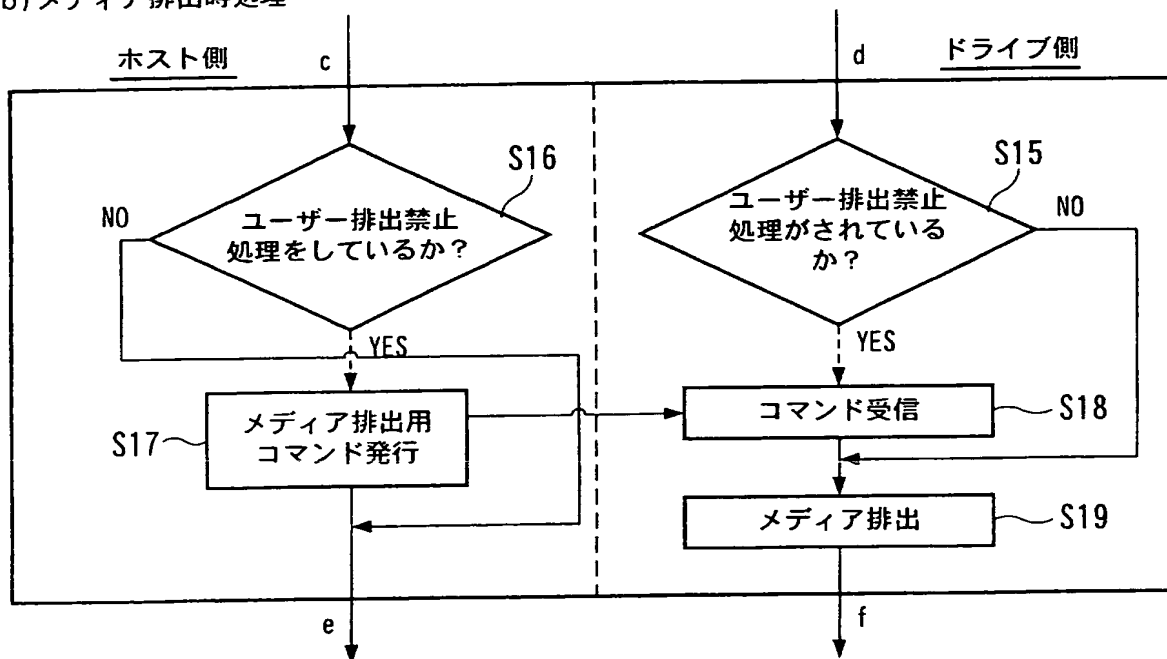 b)メディア排出時処理
ホスト側
c
d
ドライブ側
S16
S15
NO
ユーザー排出禁止
処理をしているか?
ユーザー排出禁止
処理がされている
か?
NO
YES
YES
S17
メディア排出用
コマンド発行
コマンド受信
S18
メディア排出
S19
e
f